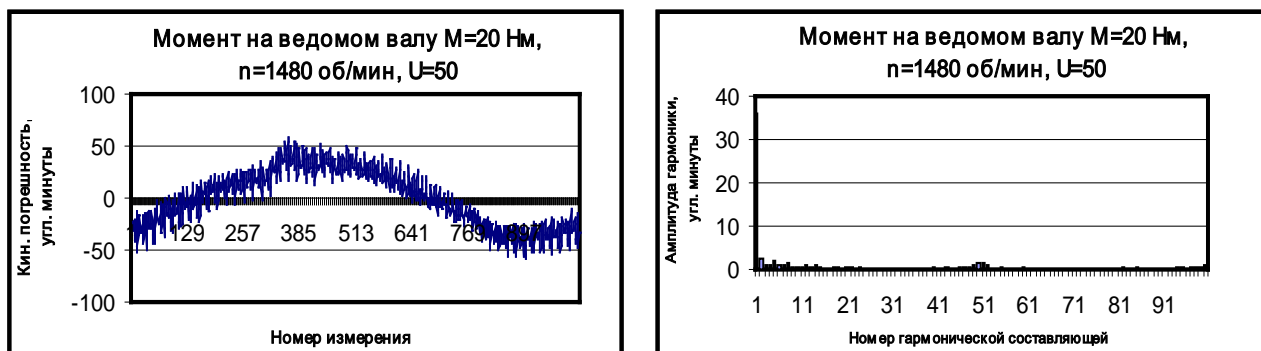 Момент на ведомом валу M=20 Нм,
n=1480 об/мин, U=50
Кин. погрешность,
угл. минуты
100
50
0
-50
-100
129 257 385 513 641 769 897
Номер измерения
Момент на ведомом валу M=20 Нм,
n=1480 об/мин, U=50
Амплитуда гармоники,
угл. минуты
40
30
20
10
0
1 11 21 31 41 51 61 71 81 91
Номер гармонической составляющей